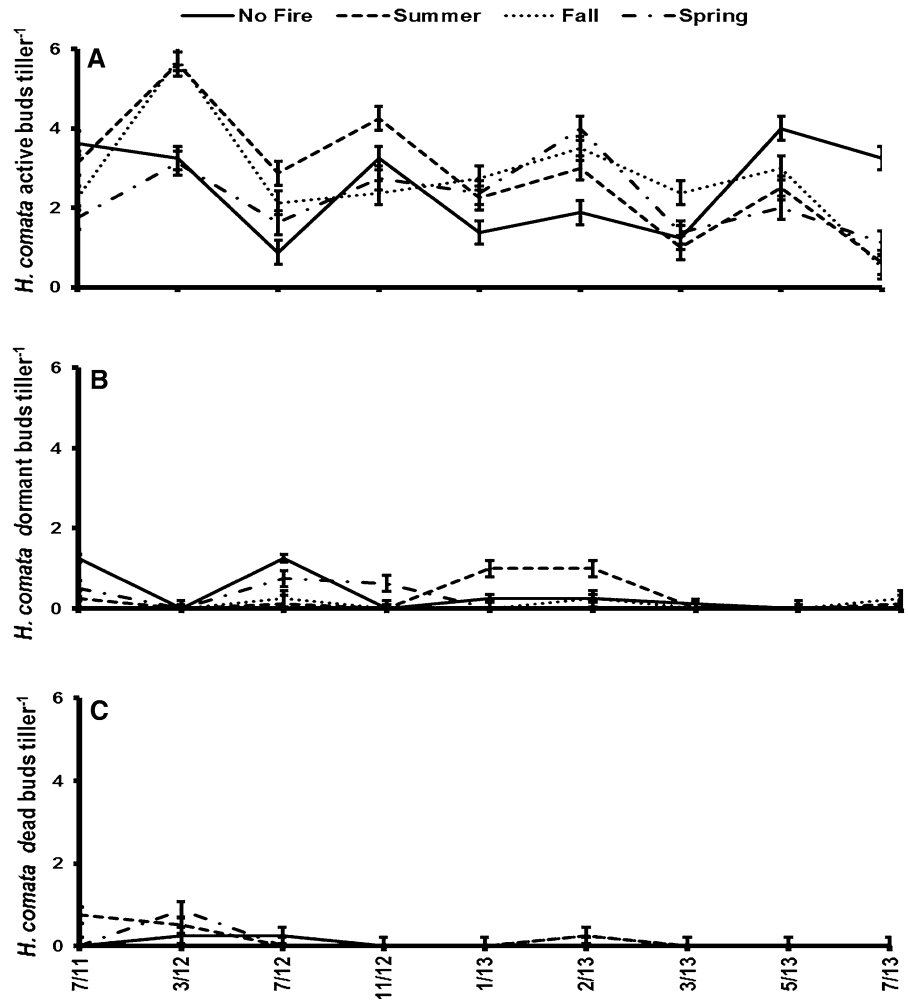 No Fire Summer Fall Spring
A
H. comata active buds tiller-1
6
4
2
0
B
H. comata dormant buds tiller-1
6
4
2
0
C
H. comata dead buds tiller-1
6
4
2
0
7/11 3/12 7/12 11/12 1/13 2/13 3/13 5/13 7/13